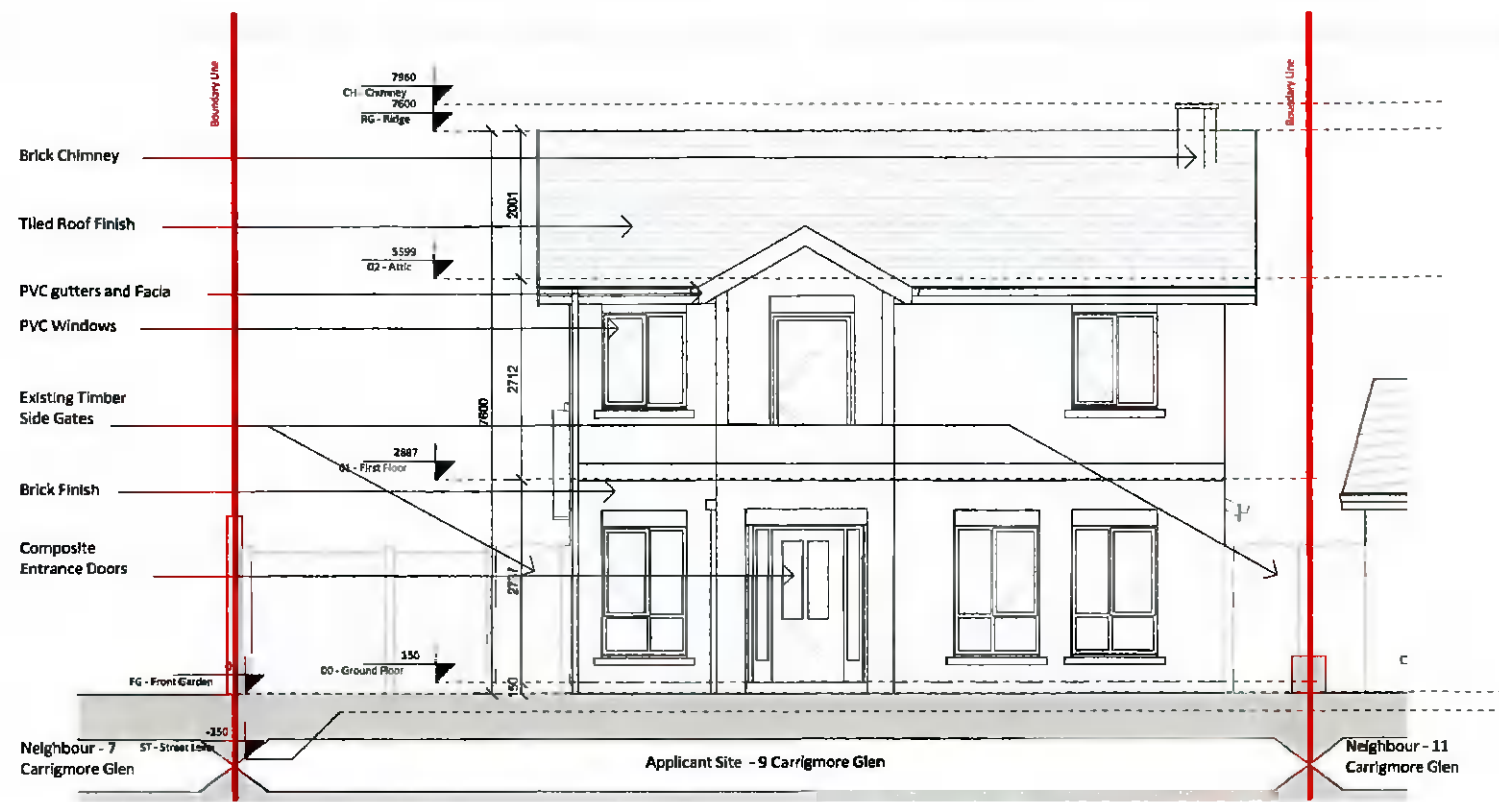 Boundary Line
Boundary Line
7960
CH - Chimney
7600
RG - Ridge
Brick Chimney
2001
Tiled Roof Finish
5599
02 - Attic
PVC gutters and Facia
PVC Windows
2712
Existing Timber
Side Gates
7600
2887
01 - First Floor
Brick Finish
Composite
Entrance Doors
2737
150
00 - Ground Floor
150
FG - Front Garden
-150
ST - Street Level
Neighbour - 7
Carrigmore Glen
Applicant Site - 9 Carrigmore Glen
Neighbour - 11
Carrigmore Glen
C